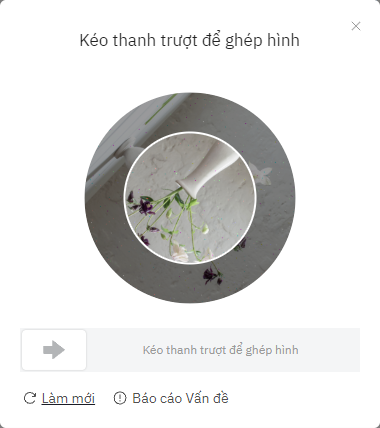 Kéo thanh trượt để ghép hình
Kéo thanh trượt để ghép hình
Làm mới
Báo cáo Vấn đề